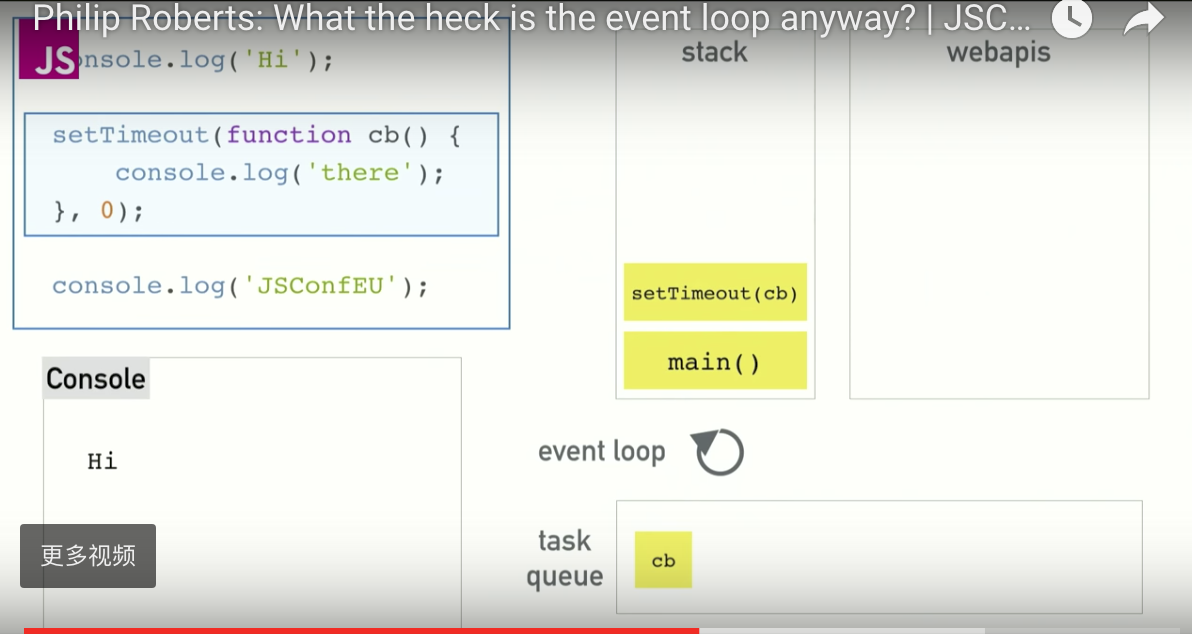 Philip Roberts: What the heck is the event loop anyway? | JSC...
JS
nsole.log('Hi');
setTimeout(function cb() {
console.log('there');
}, 0);
console.log('JSConfEU');
Console
Hi
更多视频
stack
setTimeout(cb)
main()
webapis
event loop
task
queue
cb